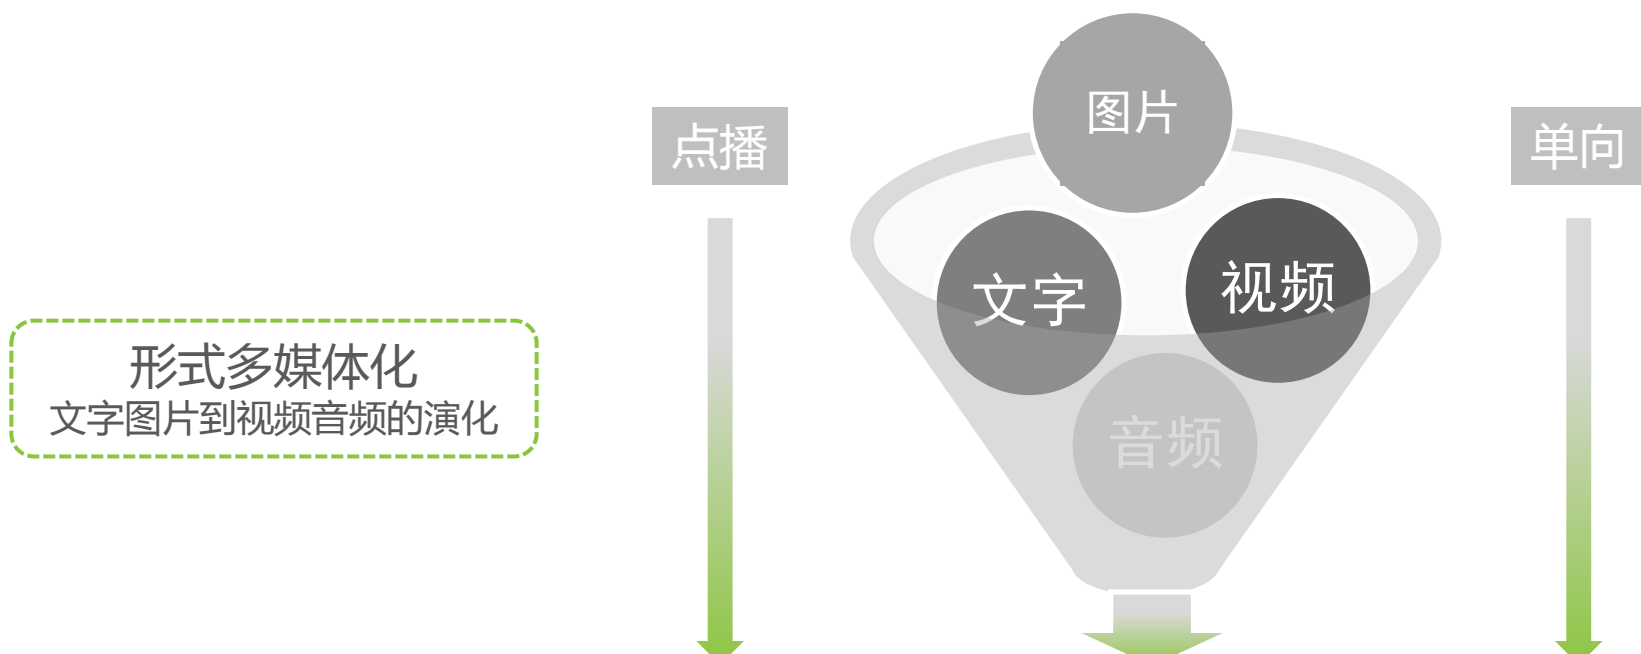 图片
点播
单向
文字
视频
形式多媒体化
文字图片到视频音频的演化
音频